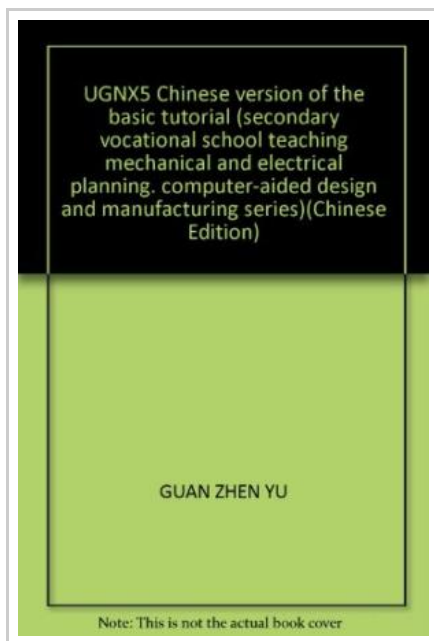 UGNX5 Chinese version of the
basic tutorial (secondary
vocational school teaching
mechanical and electrical
planning. computer-aided design
and manufacturing series)(Chinese
Edition)
GUAN ZHEN YU
Note: This is not the actual book cover